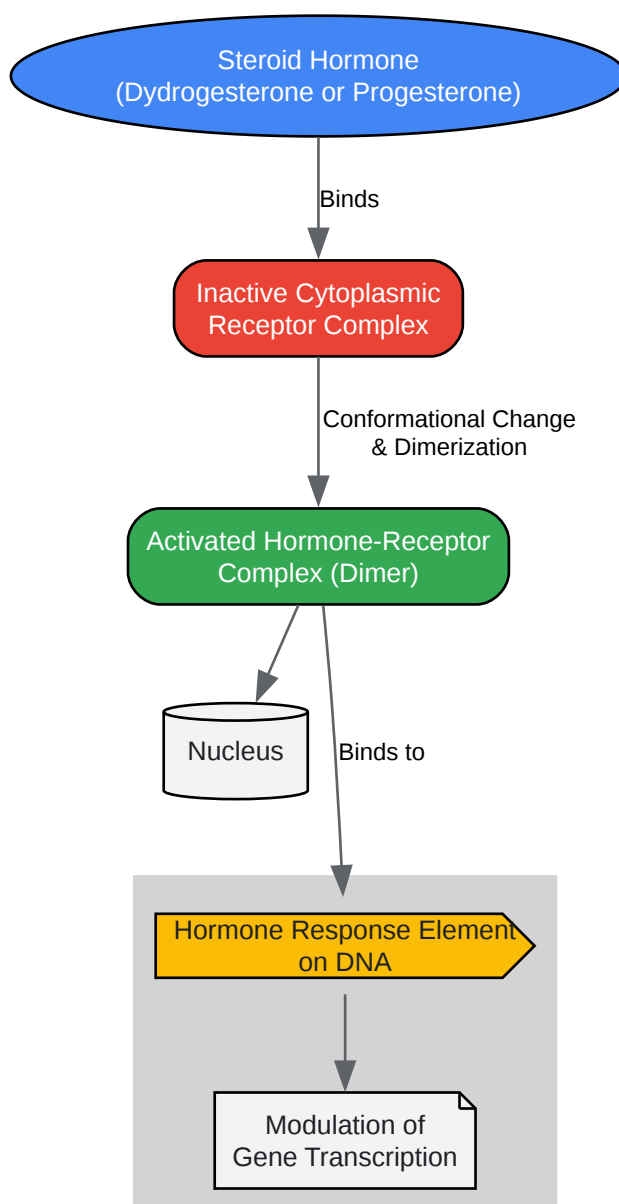 Steroid Hormone
(Dydrogesterone or Progesterone)
Binds
Inactive Cytoplasmic
Receptor Complex
Conformational Change
& Dimerization
Activated Hormone-Receptor
Complex (Dimer)
Nucleus
Binds to
Hormone Response Element
on DNA
Modulation of
Gene Transcription